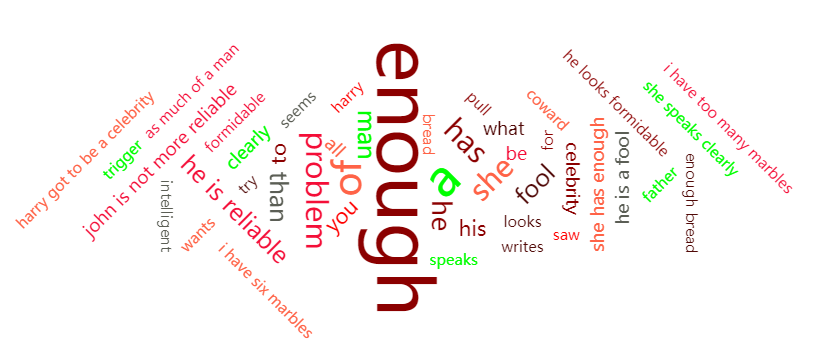 harry got to be a celebrity
trigger
as much of a man
john is not more reliable
formidable
clearly
seems
harry
he is reliable
intelligent
wants
i have six marbles
try
to
than
problem
all
of
you
man
enough
bread
a
he
has
she
his
speaks
pull
what
be
fool
looks
writes
saw
coward
for
celebrity
she has enough
he is a fool
he looks formidable
she speaks clearly
i have too many marbles
father
enough bread